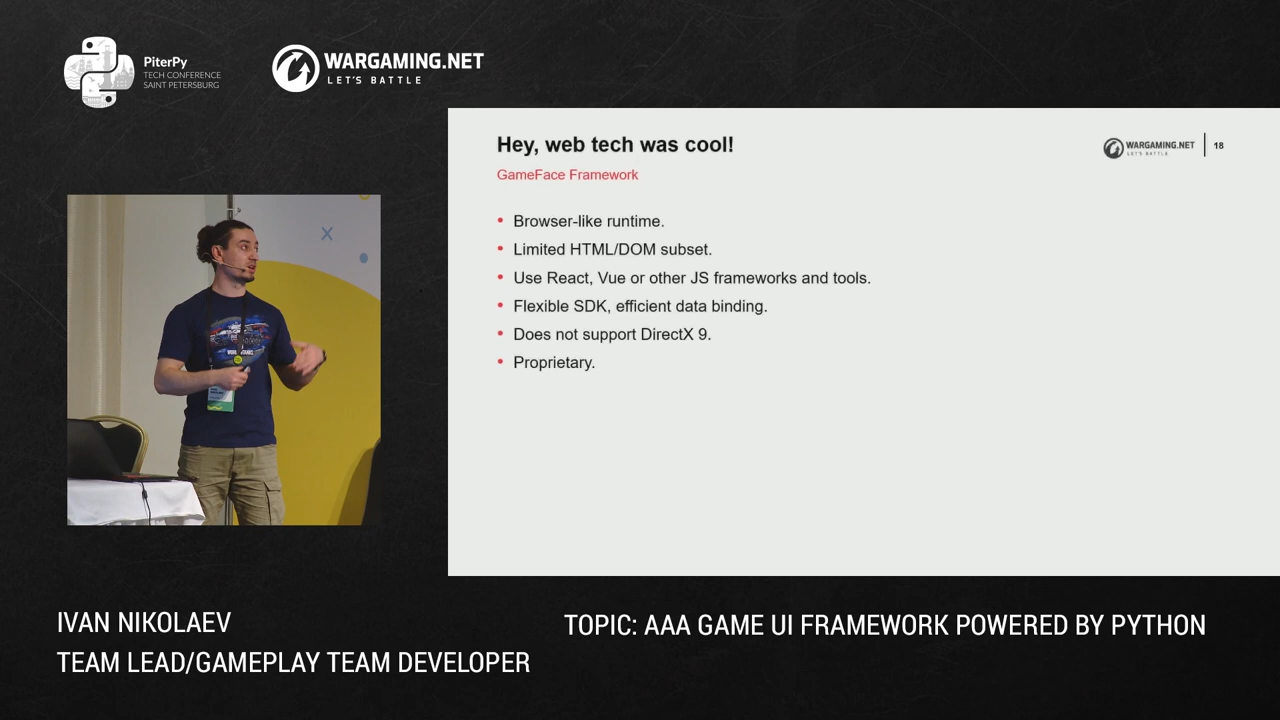 PiterPy
TECH CONFERENCE
SAINT PETERSBURG
WARGAMING.NET
LET'S BATTLE
Hey, web tech was cool!
WARGAMING.NET
LET'S BATTLE
18
GameFace Framework
• Browser-like runtime.
• Limited HTML/DOM subset.
• Use React, Vue or other JS frameworks and tools.
• Flexible SDK, efficient data binding.
• Does not support DirectX 9.
• Proprietary.
IVAN NIKOLAEV
TEAM LEAD/GAMEPLAY TEAM DEVELOPER
TOPIC: AAA GAME UI FRAMEWORK POWERED BY PYTHON